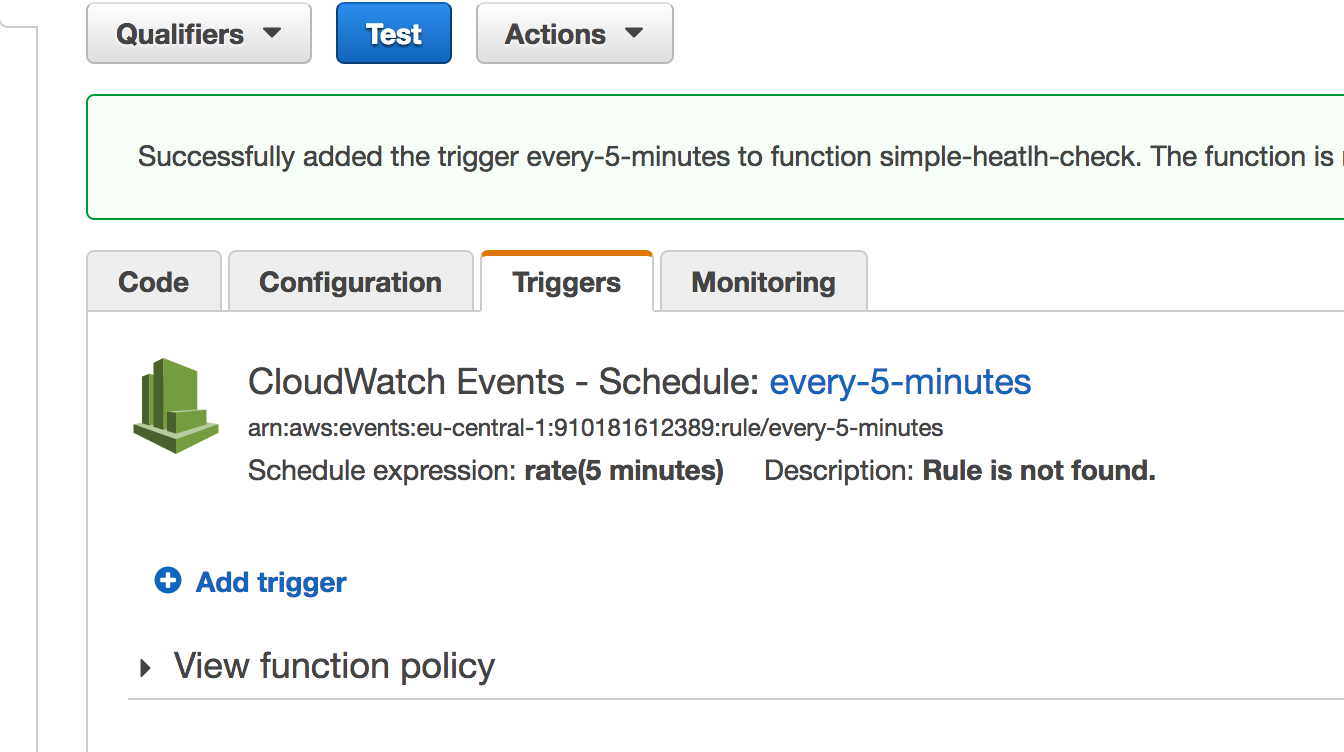 Qualifiers Test Actions
Successfully added the trigger every-5-minutes to function simple-heatlh-check. The function is
Code Configuration Triggers Monitoring
CloudWatch Events - Schedule: every-5-minutes
arn:aws:events:eu-central-1:910181612389:rule/every-5-minutes
Schedule expression: rate(5 minutes) Description: Rule is not found.
Add trigger
View function policy